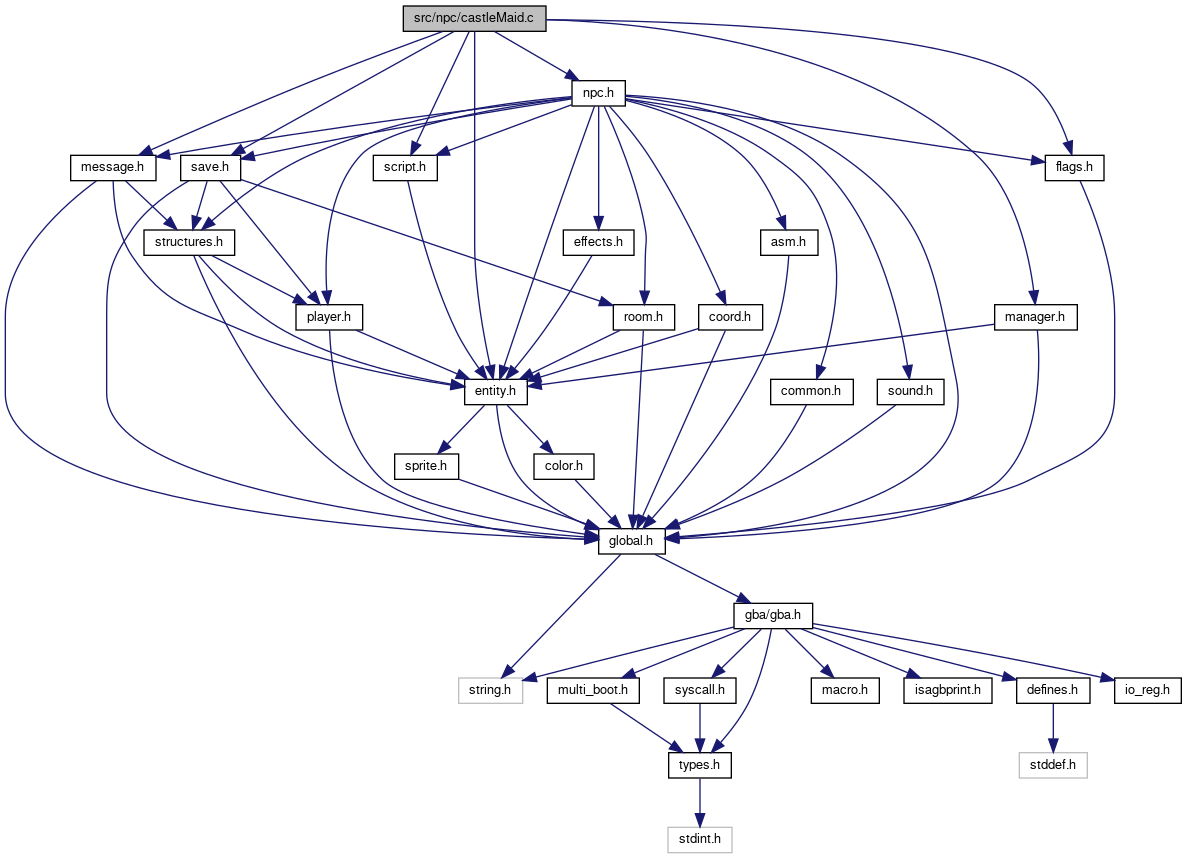 src/npc/castleMaid.c
npc.h
message.h
save.h
script.h
flags.h
structures.h
effects.h
asm.h
player.h
room.h
coord.h
manager.h
entity.h
common.h
sound.h
sprite.h
color.h
global.h
gba/gba.h
string.h
multi_boot.h
syscall.h
macro.h
isagbprint.h
defines.h
io_reg.h
types.h
stddef.h
stdint.h